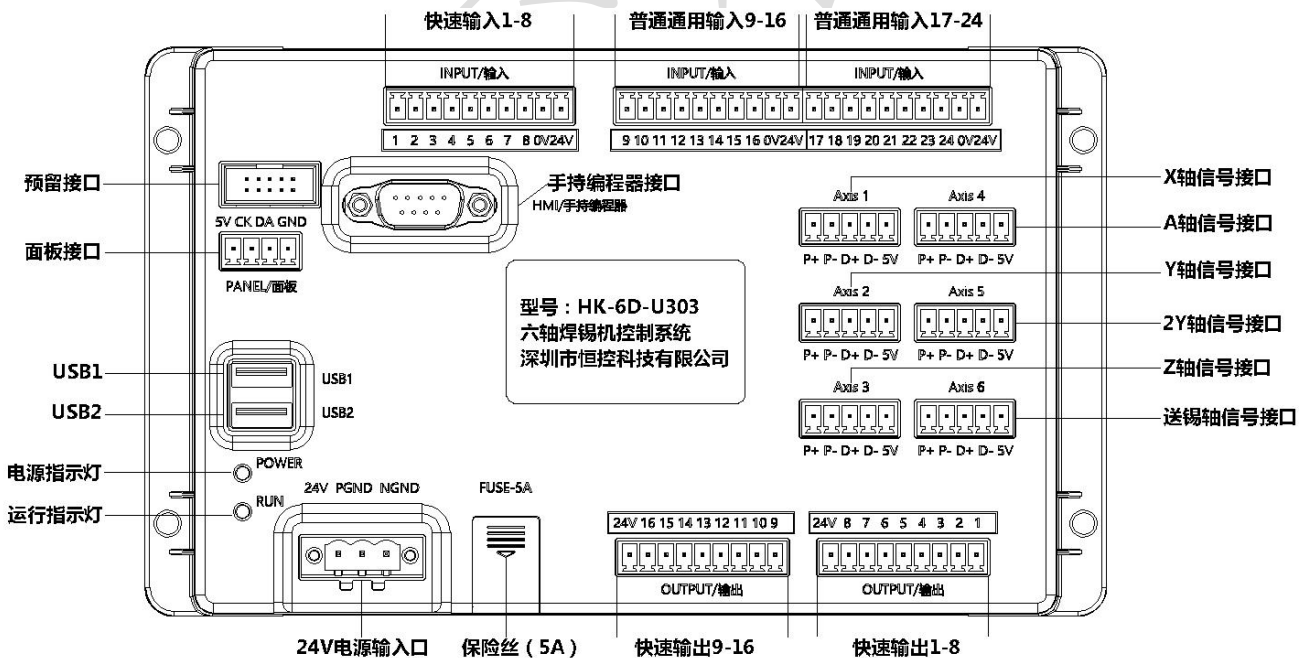 快速输入1-8
普通通用输入9-16
普通通用输入17-24
INPUT/输入
INPUT/输入
INPUT/输入
1 2 3 4 5 6 7 8 0V24V
9 10 11 12 13 14 15 16 0V24V
17 18 19 20 21 22 23 24 0V24V
预留接口
手持编程器接口
HMI/手持编程器
5V CK DA GND
面板接口
PANEL/面板
X轴信号接口
Axis 1
Axis 4
A轴信号接口
P+ P- D+ D- 5V
P+ P- D+ D- 5V
Y轴信号接口
Axis 2
Axis 5
2Y轴信号接口
P+ P- D+ D- 5V
P+ P- D+ D- 5V
Z轴信号接口
Axis 3
Axis 6
送锡轴信号接口
P+ P- D+ D- 5V
P+ P- D+ D- 5V
型号：HK-6D-U303
六轴焊锡机控制系统
深圳市恒控科技有限公司
USB1
USB1
USB2
USB2
电源指示灯
POWER
运行指示灯
RUN
24V PGND NGND
FUSE-5A
24V 16 15 14 13 12 11 10 9
24V 8 7 6 5 4 3 2 1
OUTPUT/输出
OUTPUT/输出
24V电源输入口
保险丝（5A）
快速输出9-16
快速输出1-8